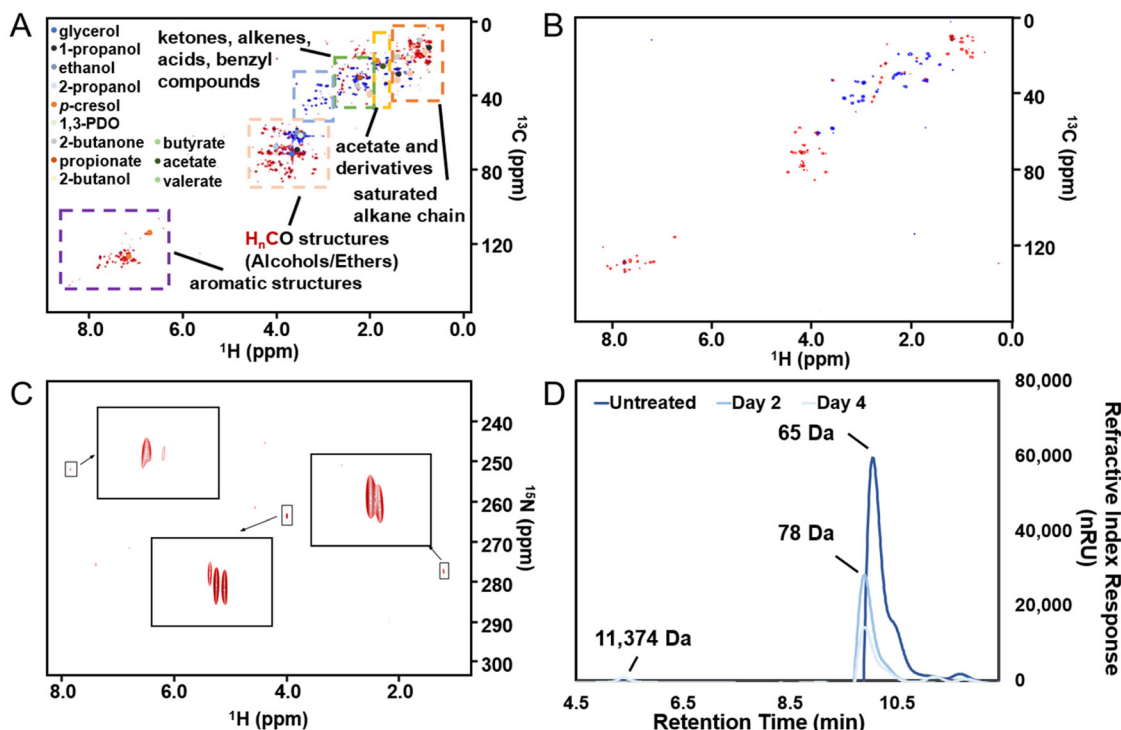 A
glycerol
1-propanol
ethanol
2-propanol
p-cresol
1,3-PDO
2-butanone
propionate
2-butanol
butyrate
acetate
valerate
ketones, alkenes,
acids, benzyl
compounds
acetate and
derivatives
saturated
alkane chain
HₙCO structures
(Alcohols/Ethers)
aromatic structures
0
40
80
120
¹³C (ppm)
8.0 6.0 4.0 2.0 0.0
¹H (ppm)
B
0
40
80
120
¹³C (ppm)
8.0 6.0 4.0 2.0 0.0
¹H (ppm)
C
240
250
260
270
280
290
300
¹⁵N (ppm)
8.0 6.0 4.0 2.0
¹H (ppm)
D
Untreated Day 2 Day 4
65 Da
78 Da
11,374 Da
80,000
60,000
40,000
20,000
0
Refractive Index Response
(nRU)
4.5 6.5 8.5 10.5
Retention Time (min)